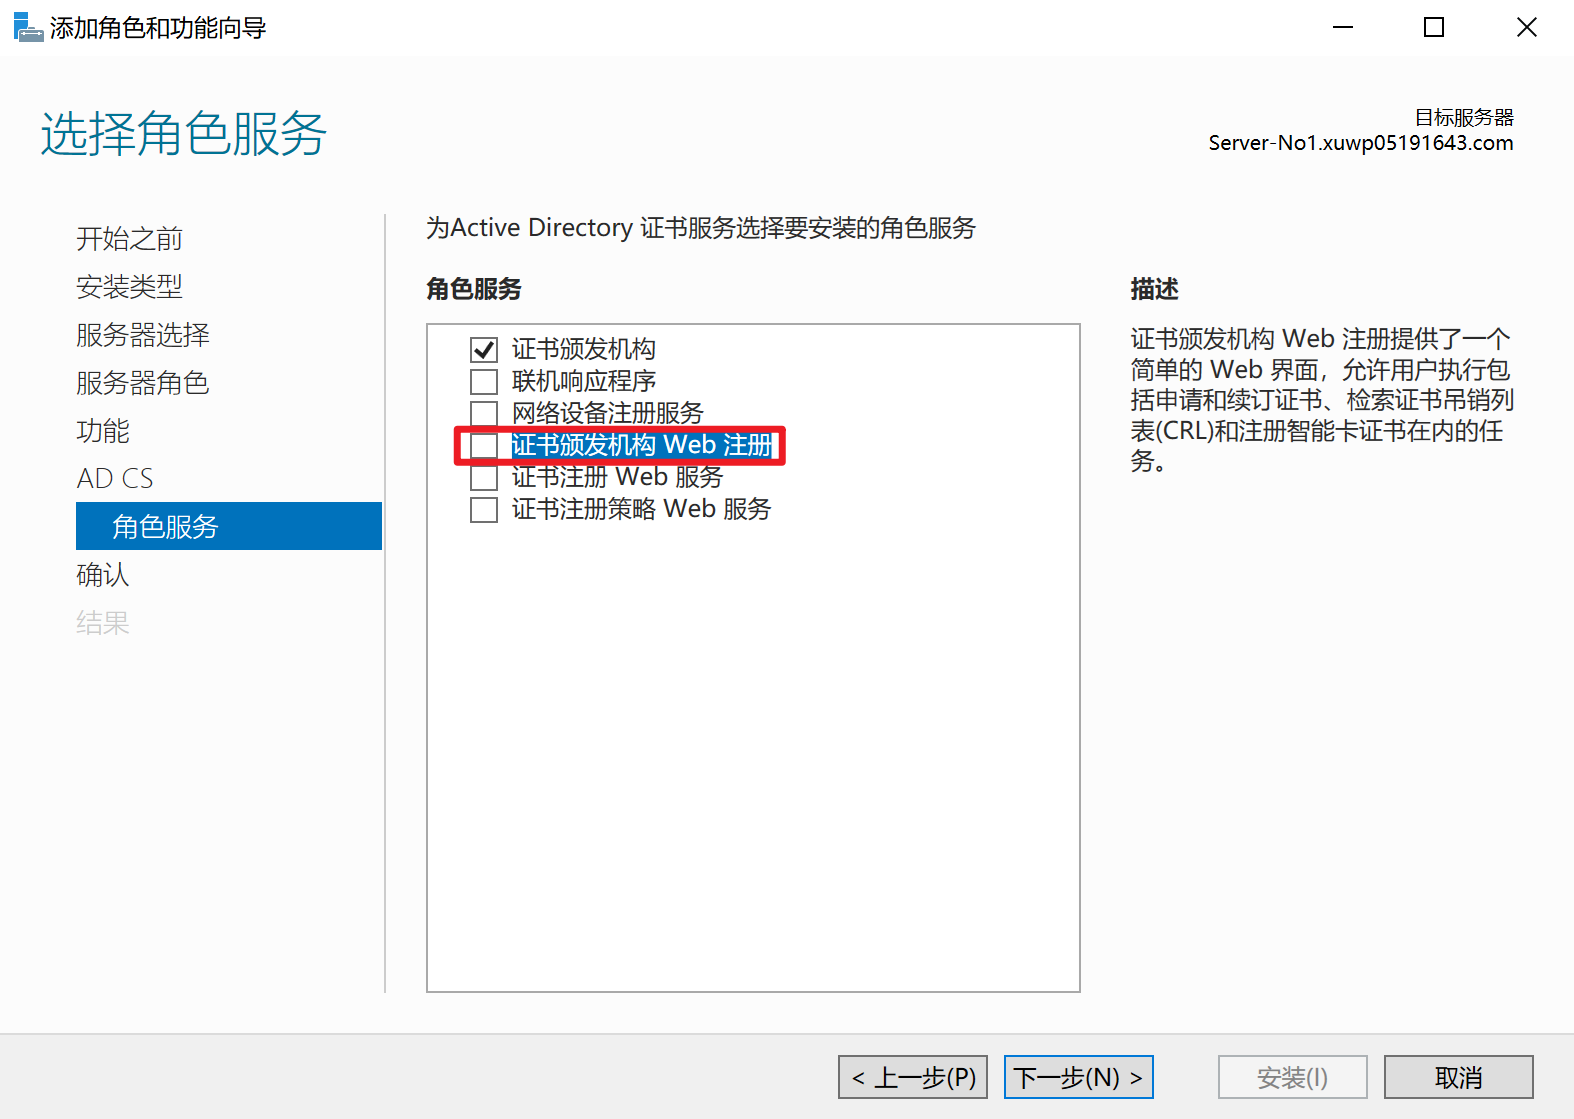 添加角色和功能向导
选择角色服务
目标服务器
Server-No1.xuwp05191643.com
开始之前
安装类型
服务器选择
服务器角色
功能
AD CS
角色服务
确认
结果
为Active Directory 证书服务选择要安装的角色服务
角色服务
证书颁发机构
联机响应程序
网络设备注册服务
证书颁发机构 Web 注册
证书注册 Web 服务
证书注册策略 Web 服务
描述
证书颁发机构 Web 注册提供了一个
简单的 Web 界面，允许用户执行包
括申请和续订证书、检索证书吊销列
表(CRL)和注册智能卡证书在内的任
务。
< 上一步(P)
下一步(N) >
安装(I)
取消